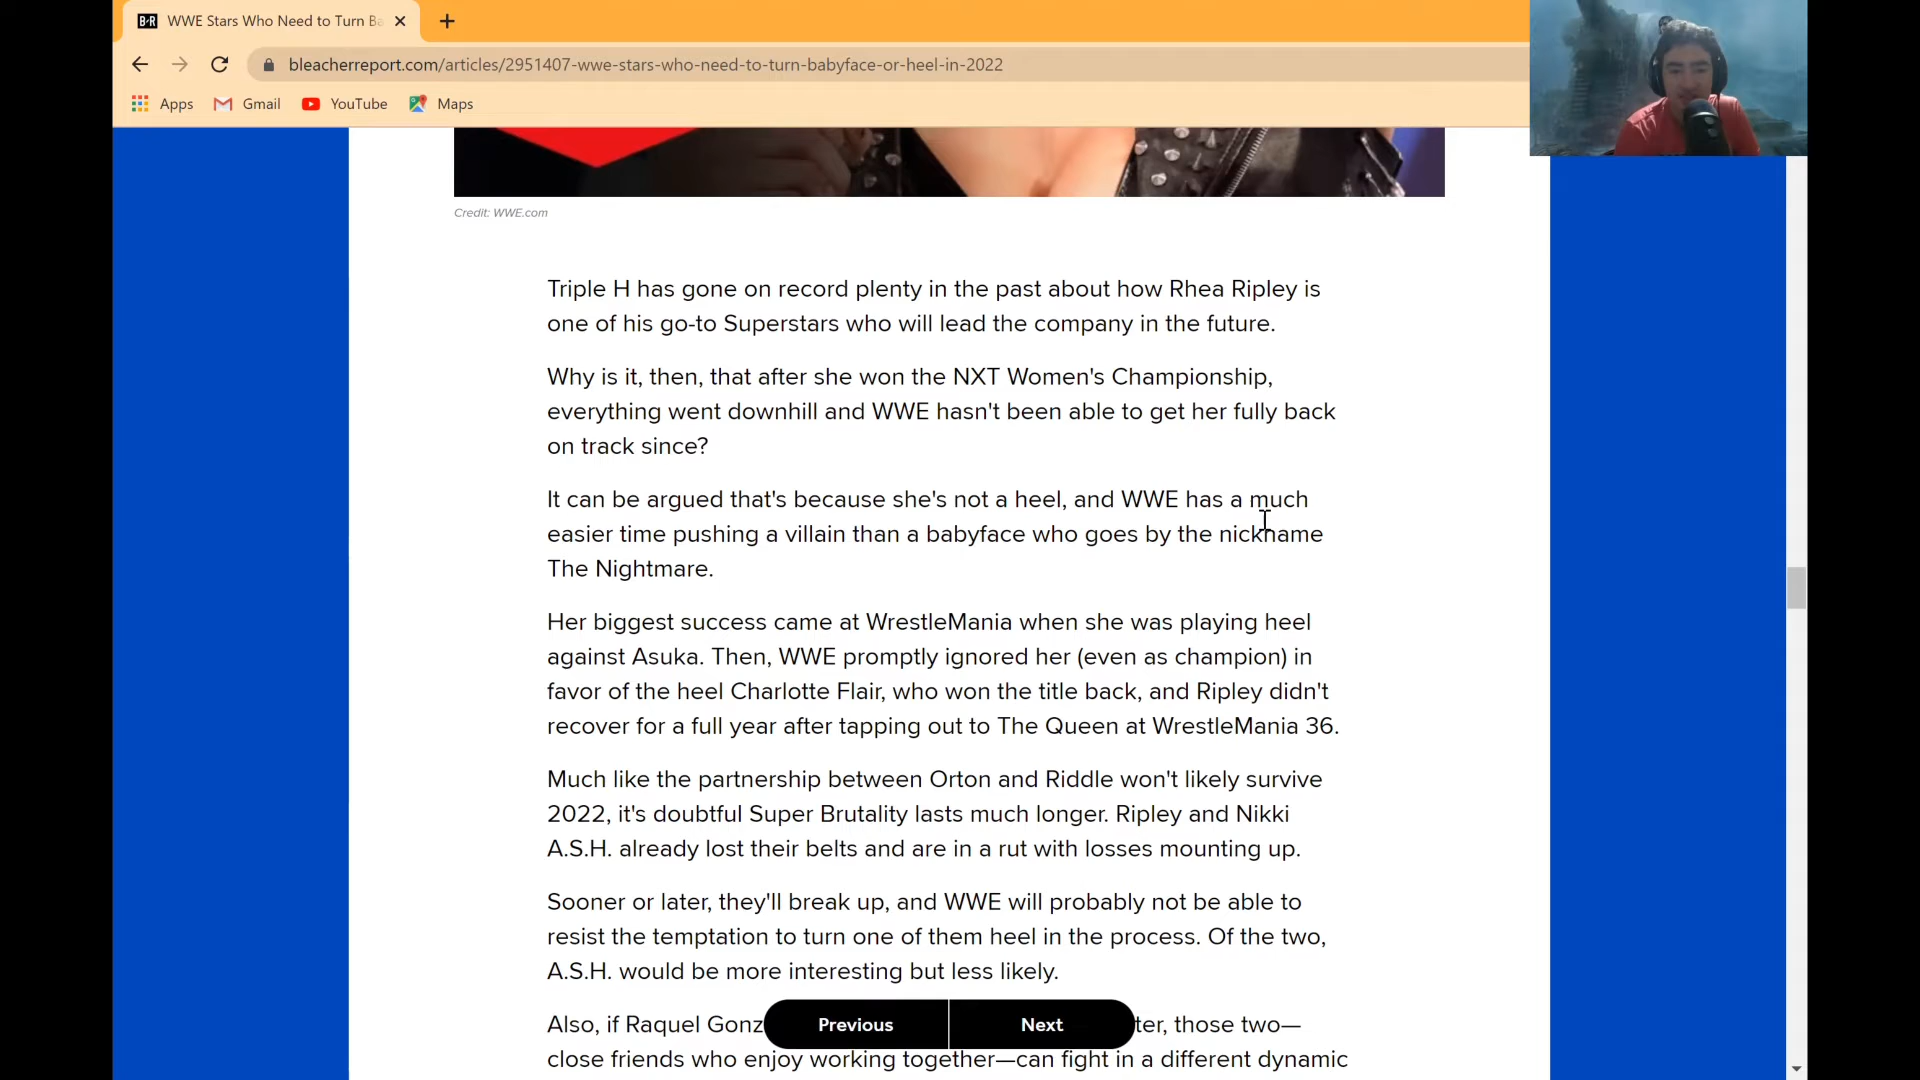 B/R WWE Stars Who Need to Turn Ba
bleacherreport.com/articles/2951407-wwe-stars-who-need-to-turn-babyface-or-heel-in-2022
Apps Gmail YouTube Maps
Credit: WWE.com
Triple H has gone on record plenty in the past about how Rhea Ripley is
one of his go-to Superstars who will lead the company in the future.
Why is it, then, that after she won the NXT Women's Championship,
everything went downhill and WWE hasn't been able to get her fully back
on track since?
It can be argued that's because she's not a heel, and WWE has a much
easier time pushing a villain than a babyface who goes by the nickname
The Nightmare.
Her biggest success came at WrestleMania when she was playing heel
against Asuka. Then, WWE promptly ignored her (even as champion) in
favor of the heel Charlotte Flair, who won the title back, and Ripley didn't
recover for a full year after tapping out to The Queen at WrestleMania 36.
Much like the partnership between Orton and Riddle won't likely survive
2022, it's doubtful Super Brutality lasts much longer. Ripley and Nikki
A.S.H. already lost their belts and are in a rut with losses mounting up.
Sooner or later, they'll break up, and WWE will probably not be able to
resist the temptation to turn one of them heel in the process. Of the two,
A.S.H. would be more interesting but less likely.
Also, if Raquel Gonz Previous Next ter, those two—
close friends who enjoy working together—can fight in a different dynamic